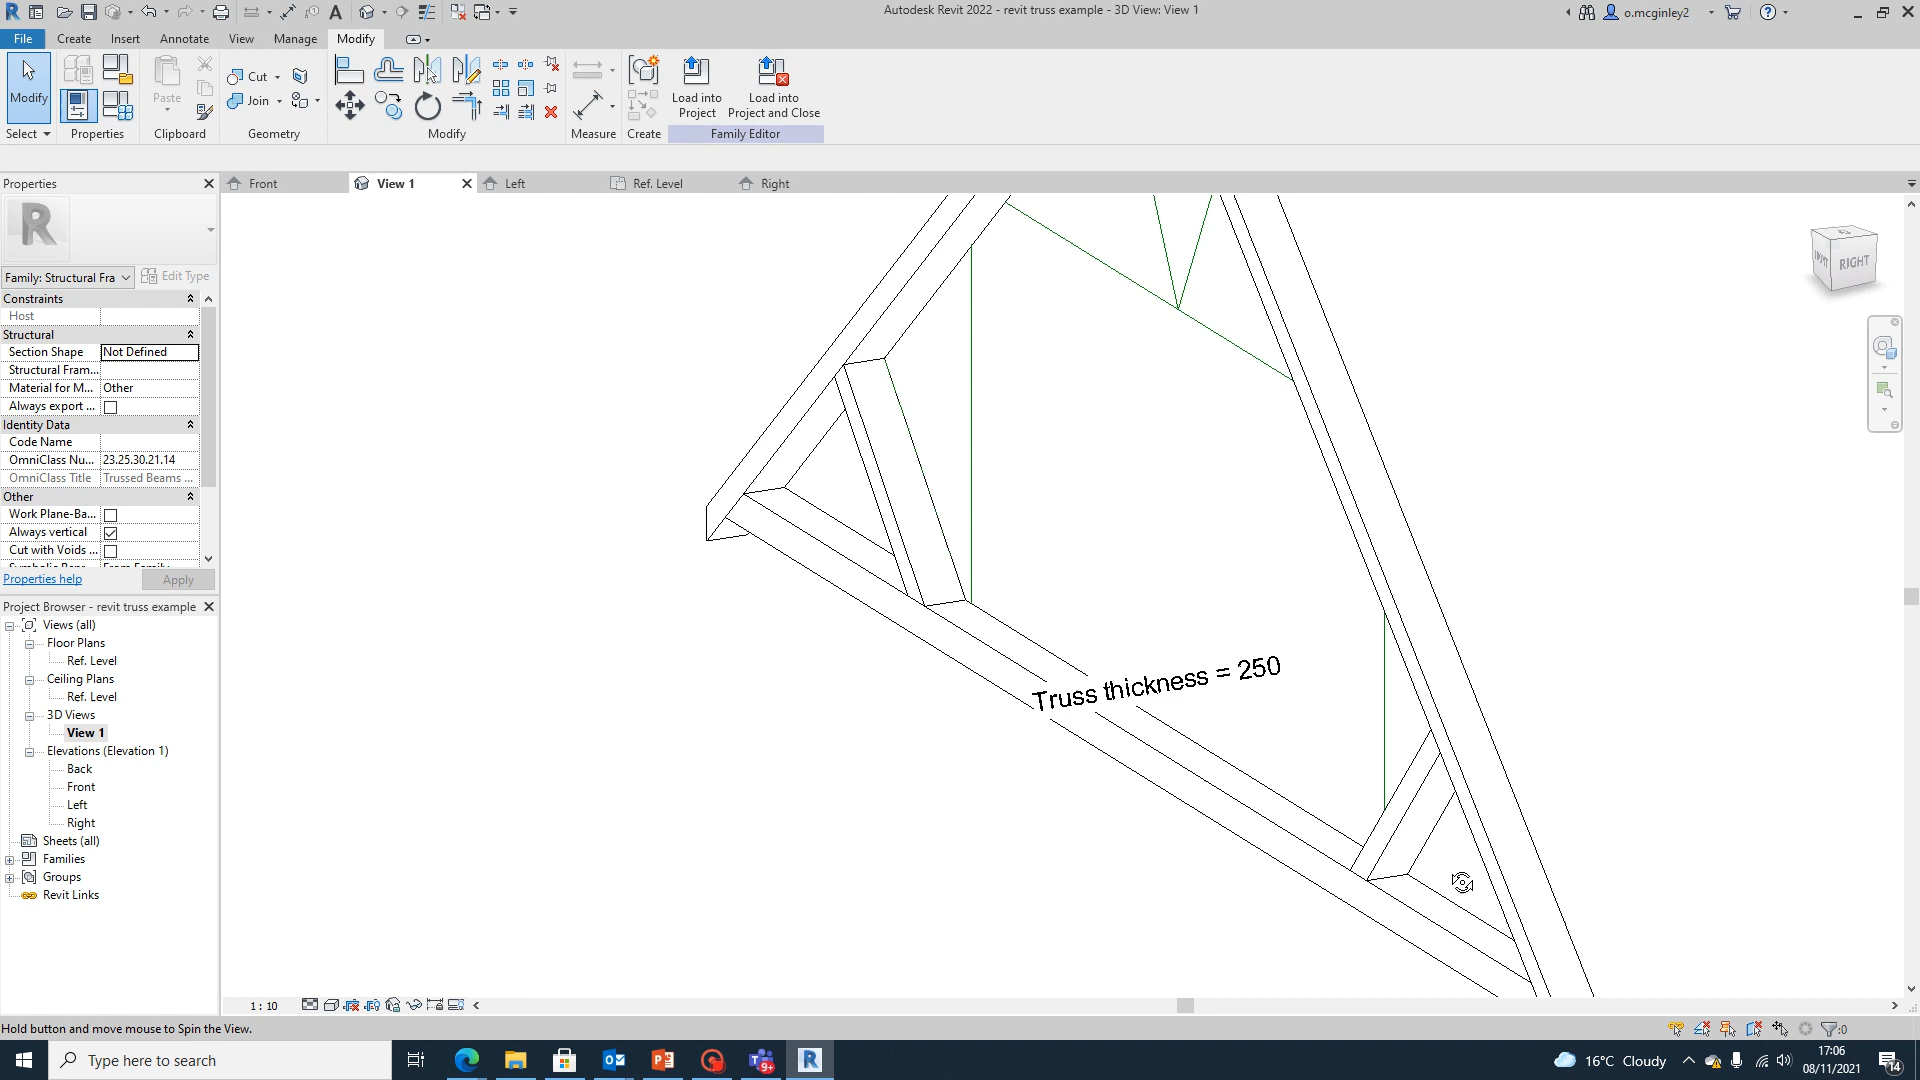 Autodesk Revit 2022 - revit truss example - 3D View: View 1
o.mcginley2
File Create Insert Annotate View Manage Modify
Modify
Paste
Cut
Join
Load into Project
Load into Project and Close
Select Properties Clipboard Geometry Modify Measure Create Family Editor
Properties
Front View 1 Left Ref. Level Right
Family: Structural Fra Edit Type
Constraints
Host
Structural
Section Shape Not Defined
Structural Fram...
Material for M... Other
Always export ...
Identity Data
Code Name
OmniClass Nu... 23.25.30.21.14
OmniClass Title Trussed Beams ...
Other
Work Plane-Ba...
Always vertical
Cut with Voids ...
Properties help Apply
Project Browser - revit truss example
Views (all)
Floor Plans
Ref. Level
Ceiling Plans
Ref. Level
3D Views
View 1
Elevations (Elevation 1)
Back
Front
Left
Right
Sheets (all)
Families
Groups
Revit Links
RIGHT
Truss thickness = 250
1 : 10
Hold button and move mouse to Spin the View.
:0
Type here to search
9+
16°C Cloudy
17:06
08/11/2021
14